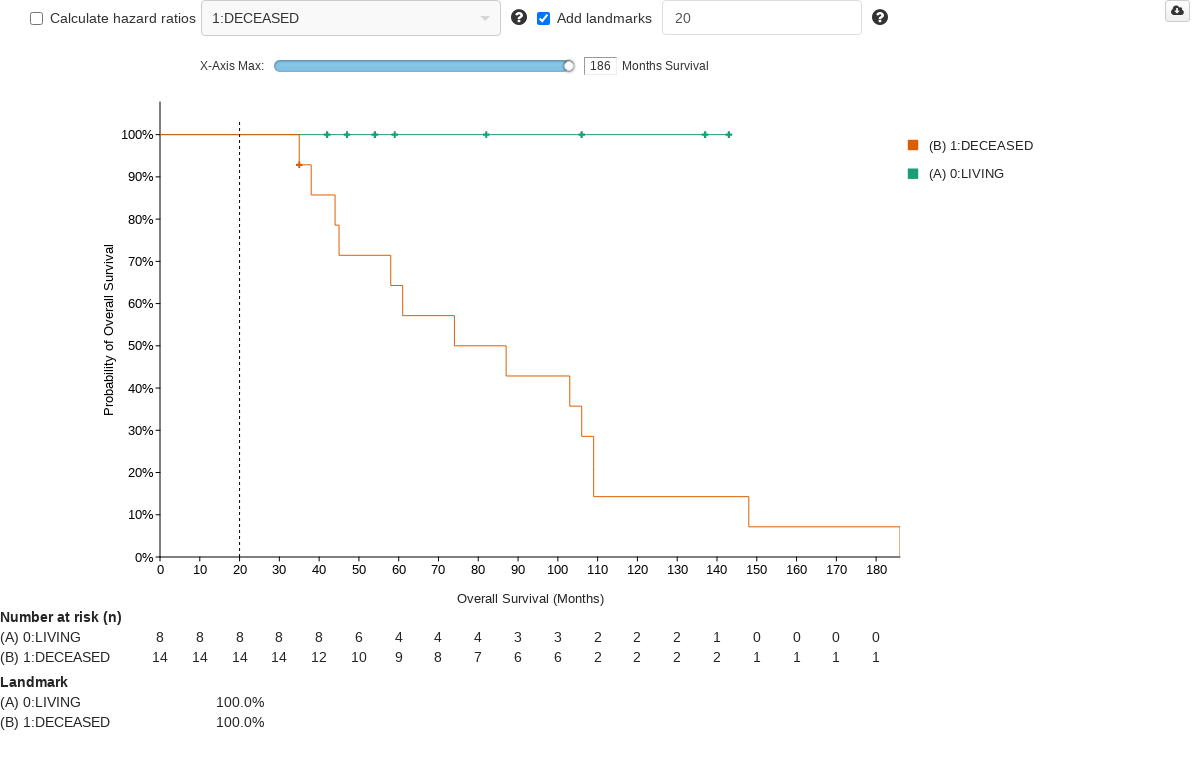 Calculate hazard ratios 1:DECEASED Add landmarks 20
X-Axis Max: 186 Months Survival
100%
90%
80%
70%
60%
50%
40%
30%
20%
10%
0%
Probability of Overall Survival
(B) 1:DECEASED
(A) 0:LIVING
0 10 20 30 40 50 60 70 80 90 100 110 120 130 140 150 160 170 180
Overall Survival (Months)
Number at risk (n)
(A) 0:LIVING 8 8 8 8 8 6 4 4 4 3 3 2 2 2 1 0 0 0 0
(B) 1:DECEASED 14 14 14 14 12 10 9 8 7 6 6 2 2 2 2 1 1 1 1
Landmark
(A) 0:LIVING 100.0%
(B) 1:DECEASED 100.0%